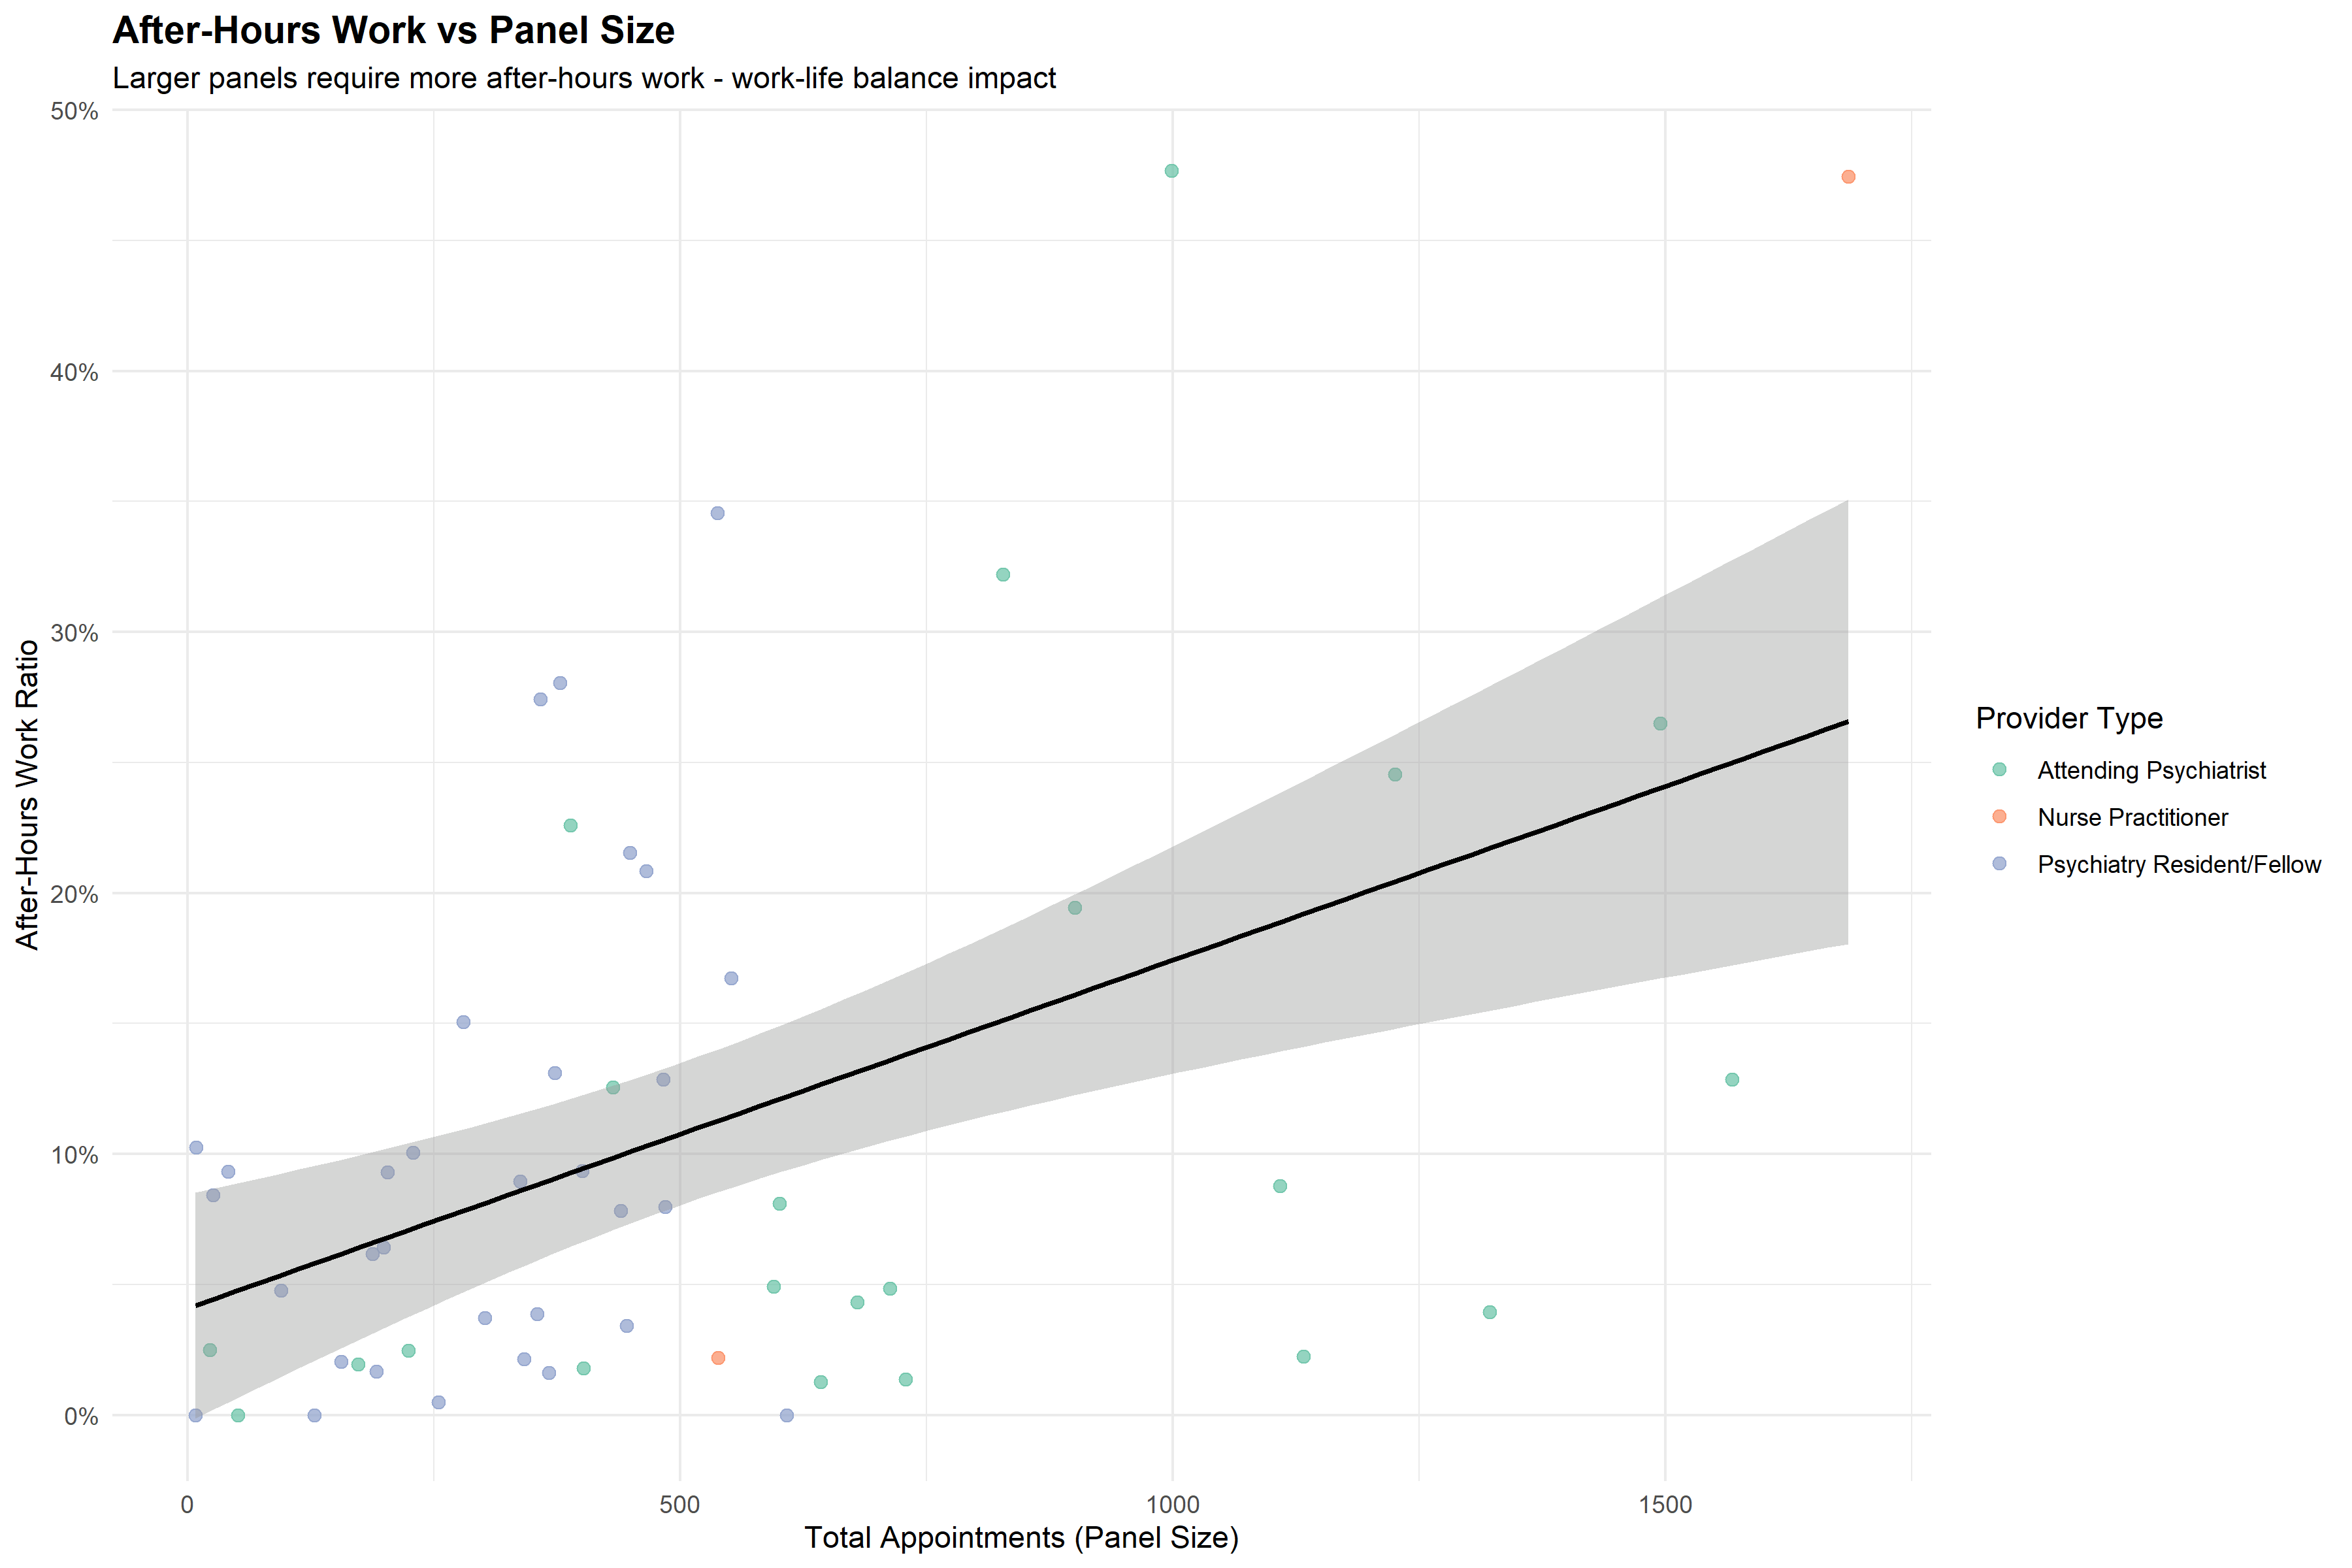 After-Hours Work vs Panel Size
Larger panels require more after-hours work - work-life balance impact
50%
40%
30%
20%
10%
0%
After-Hours Work Ratio
0
500
1000
1500
Total Appointments (Panel Size)
Provider Type
Attending Psychiatrist
Nurse Practitioner
Psychiatry Resident/Fellow